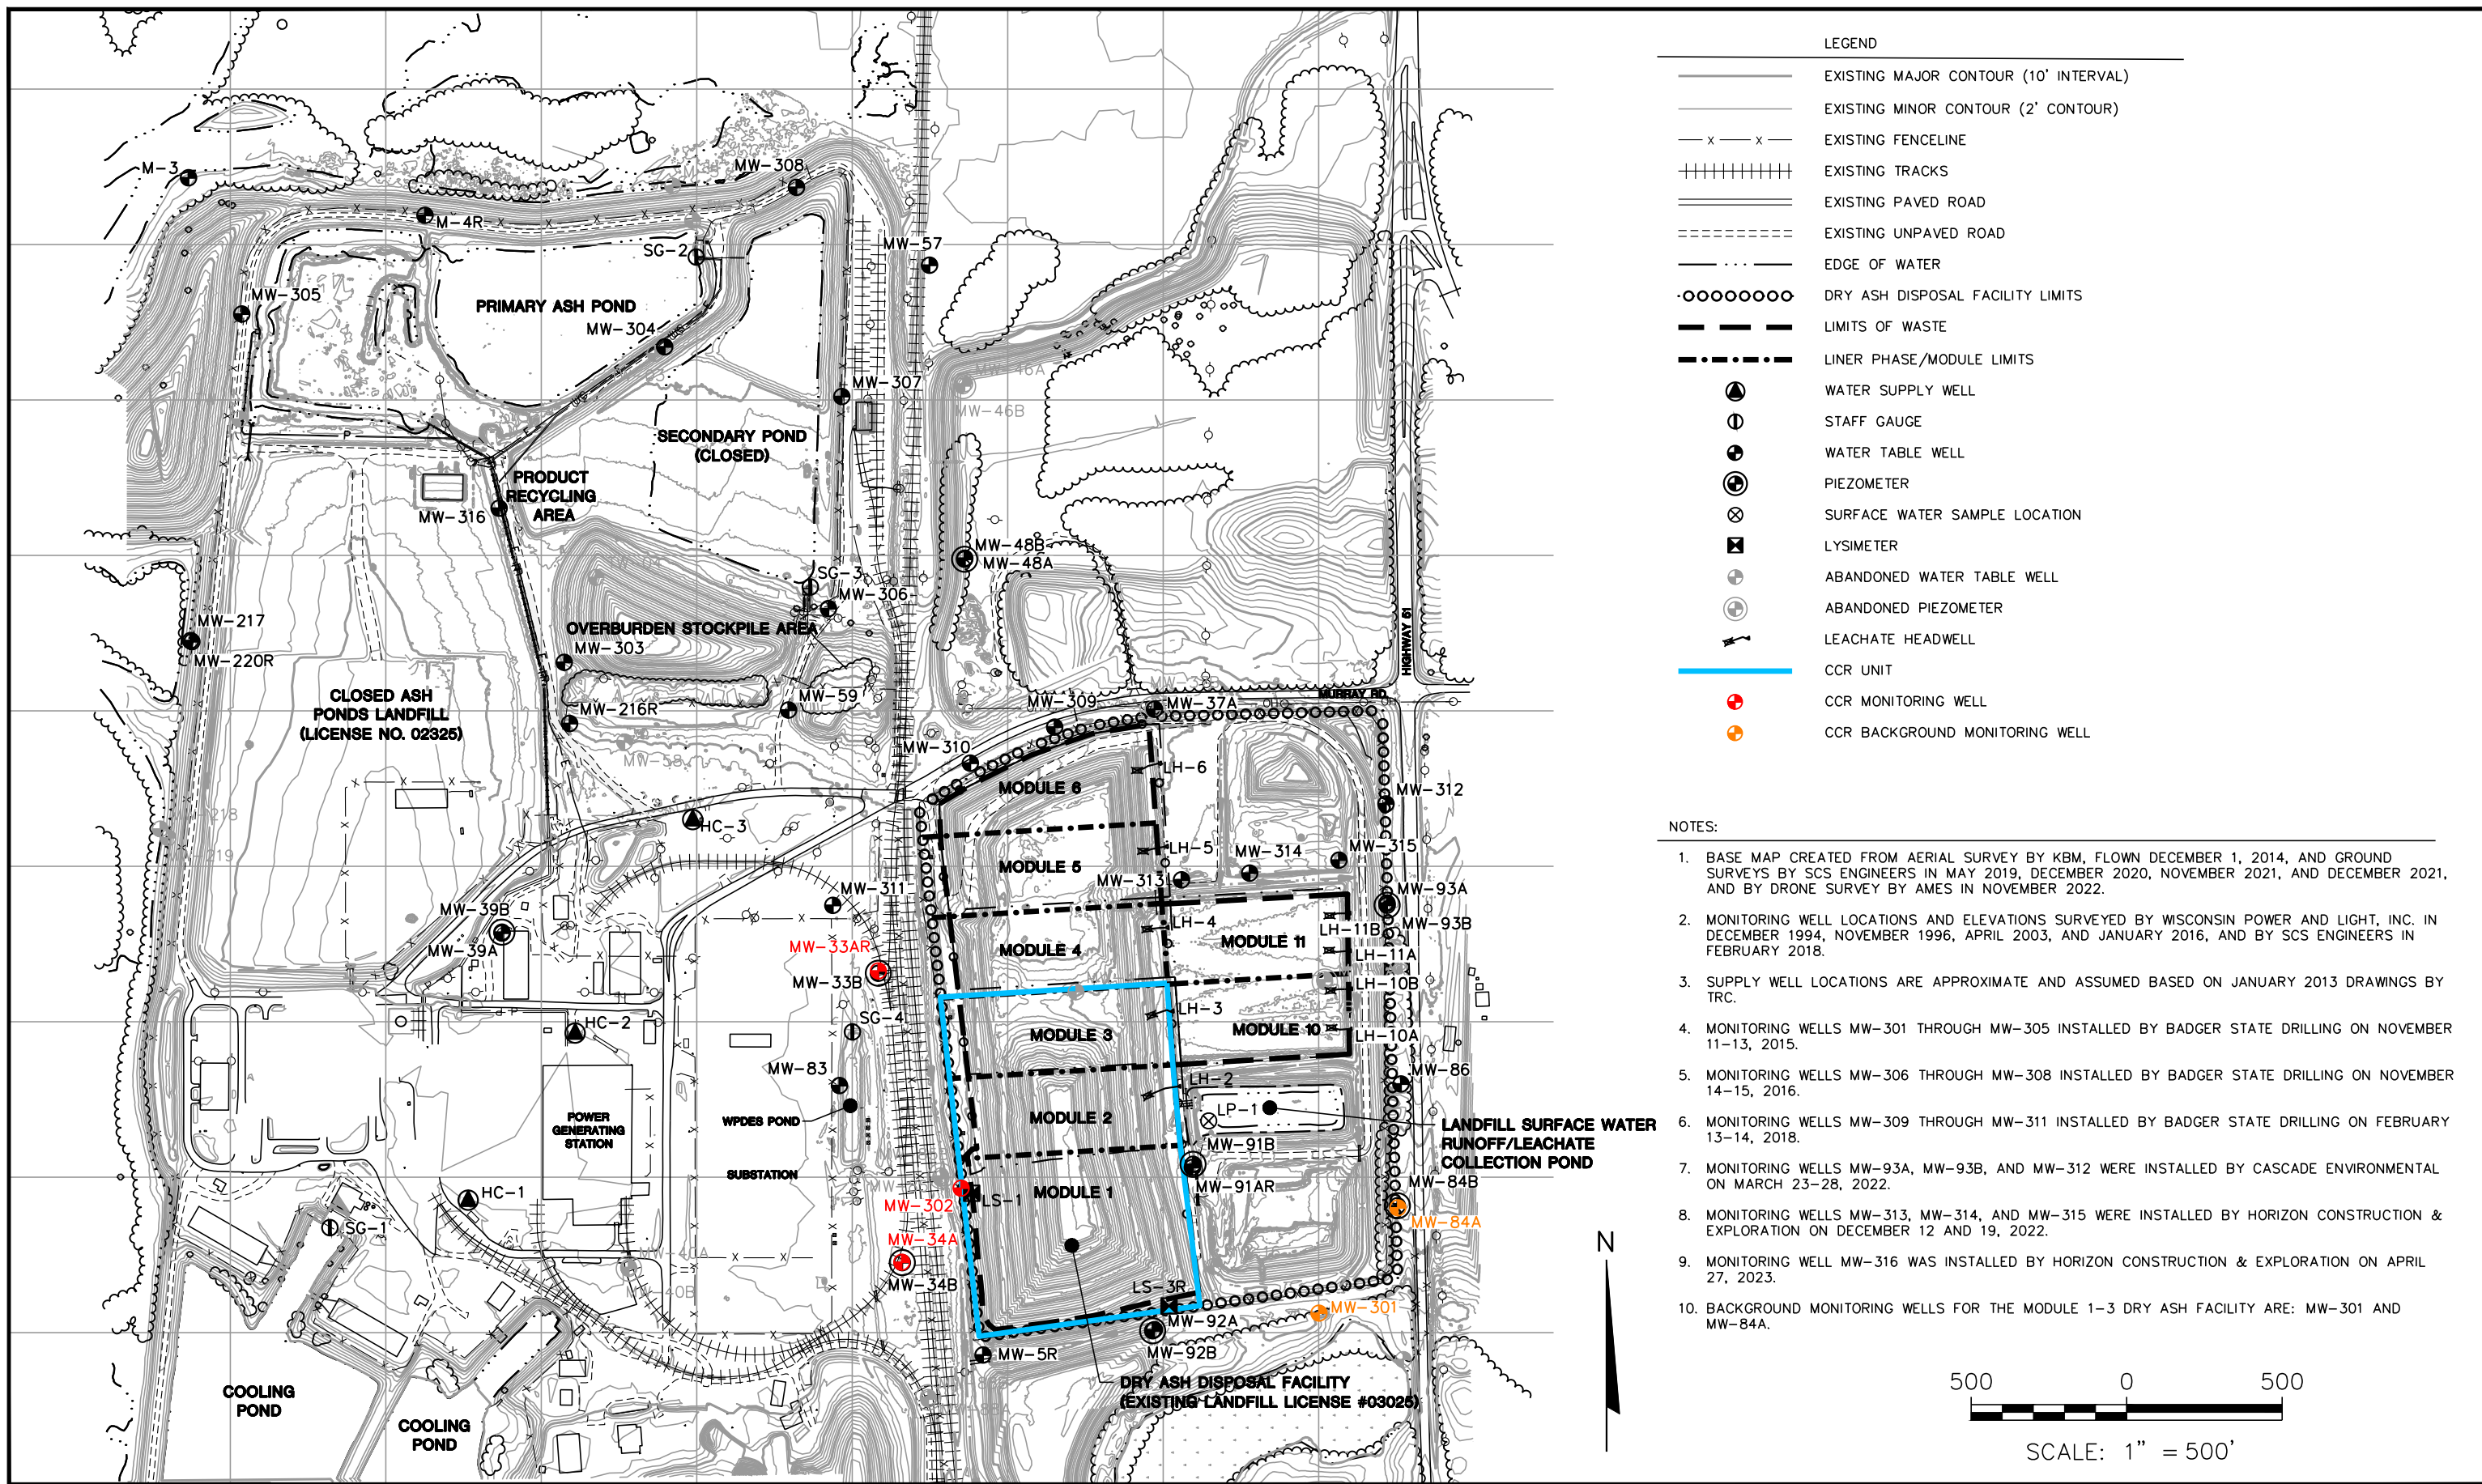 M-3
MW-308
M-4R
SG-2
MW-57
MW-305
PRIMARY ASH POND
MW-304
MW-307
MW-46A
MW-46B
SECONDARY POND
(CLOSED)
PRODUCT
RECYCLING
AREA
MW-316
MW-48B
MW-48A
SG-3
MW-306
OVERBURDEN STOCKPILE AREA
MW-303
MW-217
MW-220R
CLOSED ASH
PONDS LANDFILL
(LICENSE NO. 02325)
MW-59
MW-216R
MW-58
HIGHWAY 51
MURRAY RD.
MW-309
MW-37A
MW-310
LH-6
MODULE 6
MW-312
HC-3
LH-5
MODULE 5
MW-314
MW-315
MW-313
MW-311
MW-93A
MW-93B
MW-39B
MW-39A
LH-4
MODULE 4
MODULE 11
LH-11B
LH-11A
MW-33AR
MW-33B
LH-10B
SG-4
LH-3
MODULE 3
MODULE 10
LH-10A
HC-2
MW-83
MW-86
LH-2
MODULE 2
LP-1
WPDES POND
POWER
GENERATING
STATION
LANDFILL SURFACE WATER
RUNOFF/LEACHATE
COLLECTION POND
MW-91B
MW-91AR
SUBSTATION
MODULE 1
LS-1
MW-302
MW-84B
MW-84A
HC-1
SG-1
MW-34A
MW-34B
MW-40A
MW-40B
LS-3R
MW-301
MW-92A
MW-92B
MW-5R
DRY ASH DISPOSAL FACILITY
(EXISTING LANDFILL LICENSE #03025)
COOLING
POND
COOLING
POND
LEGEND
EXISTING MAJOR CONTOUR (10' INTERVAL)
EXISTING MINOR CONTOUR (2' CONTOUR)
EXISTING FENCELINE
EXISTING TRACKS
EXISTING PAVED ROAD
EXISTING UNPAVED ROAD
EDGE OF WATER
DRY ASH DISPOSAL FACILITY LIMITS
LIMITS OF WASTE
LINER PHASE/MODULE LIMITS
WATER SUPPLY WELL
STAFF GAUGE
WATER TABLE WELL
PIEZOMETER
SURFACE WATER SAMPLE LOCATION
LYSIMETER
ABANDONED WATER TABLE WELL
ABANDONED PIEZOMETER
LEACHATE HEADWELL
CCR UNIT
CCR MONITORING WELL
CCR BACKGROUND MONITORING WELL
NOTES:
1. BASE MAP CREATED FROM AERIAL SURVEY BY KBM, FLOWN DECEMBER 1, 2014, AND GROUND
SURVEYS BY SCS ENGINEERS IN MAY 2019, DECEMBER 2020, NOVEMBER 2021, AND DECEMBER 2021,
AND BY DRONE SURVEY BY AMES IN NOVEMBER 2022.
2. MONITORING WELL LOCATIONS AND ELEVATIONS SURVEYED BY WISCONSIN POWER AND LIGHT, INC. IN
DECEMBER 1994, NOVEMBER 1996, APRIL 2003, AND JANUARY 2016, AND BY SCS ENGINEERS IN
FEBRUARY 2018.
3. SUPPLY WELL LOCATIONS ARE APPROXIMATE AND ASSUMED BASED ON JANUARY 2013 DRAWINGS BY
TRC.
4. MONITORING WELLS MW-301 THROUGH MW-305 INSTALLED BY BADGER STATE DRILLING ON NOVEMBER
11-13, 2015.
5. MONITORING WELLS MW-306 THROUGH MW-308 INSTALLED BY BADGER STATE DRILLING ON NOVEMBER
14-15, 2016.
6. MONITORING WELLS MW-309 THROUGH MW-311 INSTALLED BY BADGER STATE DRILLING ON FEBRUARY
13-14, 2018.
7. MONITORING WELLS MW-93A, MW-93B, AND MW-312 WERE INSTALLED BY CASCADE ENVIRONMENTAL
ON MARCH 23-28, 2022.
8. MONITORING WELLS MW-313, MW-314, AND MW-315 WERE INSTALLED BY HORIZON CONSTRUCTION &
EXPLORATION ON DECEMBER 12 AND 19, 2022.
9. MONITORING WELL MW-316 WAS INSTALLED BY HORIZON CONSTRUCTION & EXPLORATION ON APRIL
27, 2023.
10. BACKGROUND MONITORING WELLS FOR THE MODULE 1-3 DRY ASH FACILITY ARE: MW-301 AND
MW-84A.
N
500 0 500
SCALE: 1" = 500'